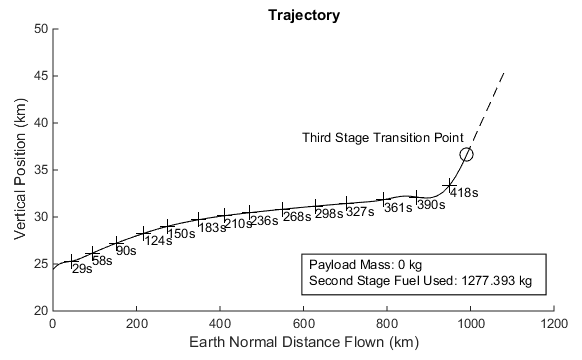 Trajectory
50
45
40
35
30
25
20
Vertical Position (km)
Third Stage Transition Point
29s
58s
90s
124s
150s
183s
210s
236s
268s
298s
327s
361s
390s
418s
Payload Mass: 0 kg
Second Stage Fuel Used: 1277.393 kg
0 200 400 600 800 1000 1200
Earth Normal Distance Flown (km)